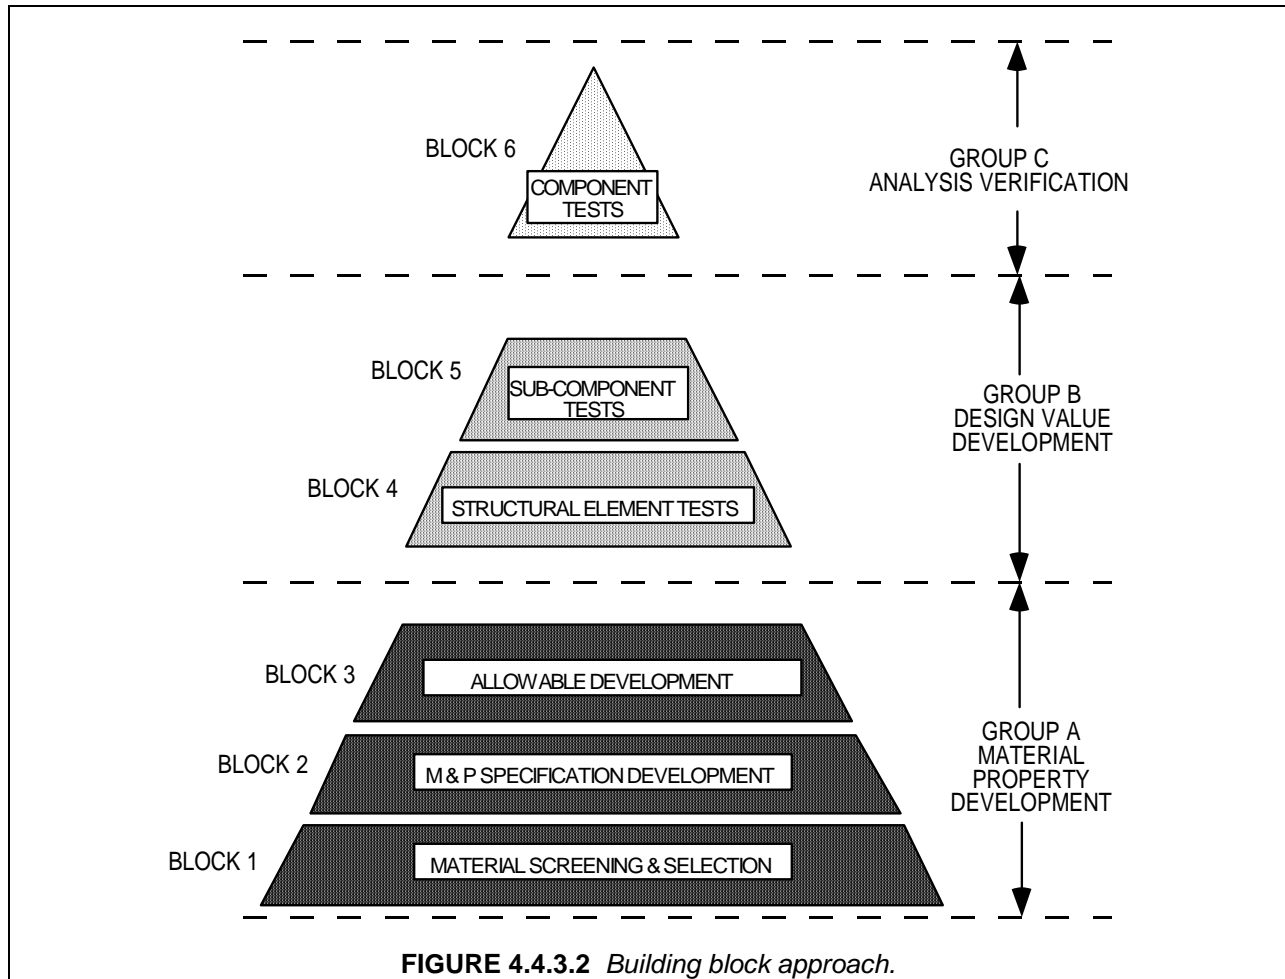 BLOCK 6
COMPONENT
TESTS
GROUP C
ANALYSIS VERIFICATION
BLOCK 5
SUB-COMPONENT
TESTS
GROUP B
DESIGN VALUE
DEVELOPMENT
BLOCK 4
STRUCTURAL ELEMENT TESTS
BLOCK 3
ALLOWABLE DEVELOPMENT
BLOCK 2
M & P SPECIFICATION DEVELOPMENT
GROUP A
MATERIAL
PROPERTY
DEVELOPMENT
BLOCK 1
MATERIAL SCREENING & SELECTION
FIGURE 4.4.3.2 Building block approach.